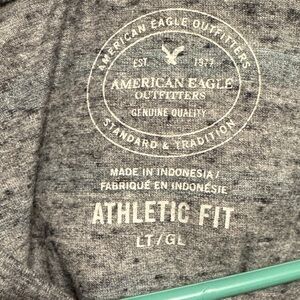 AMERICAN EAGLE OUTFITTERS
EST 1977
AMERICAN EAGLE
OUTFITTERS
GENUINE QUALITY
STANDARD & TRADITION
MADE IN INDONESIA/
FABRIQUÉ EN INDONÉSIE
ATHLETIC FIT
LT/GL